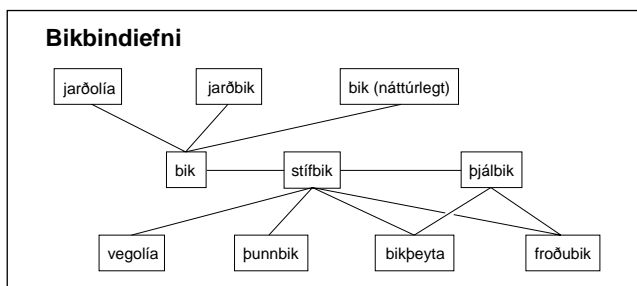 Bikbindiefni
jarðolía jarðbik bik (náttúrlegt)
bik stífbik þjálbik
vegolía þunnbik bikþeyta froðubik